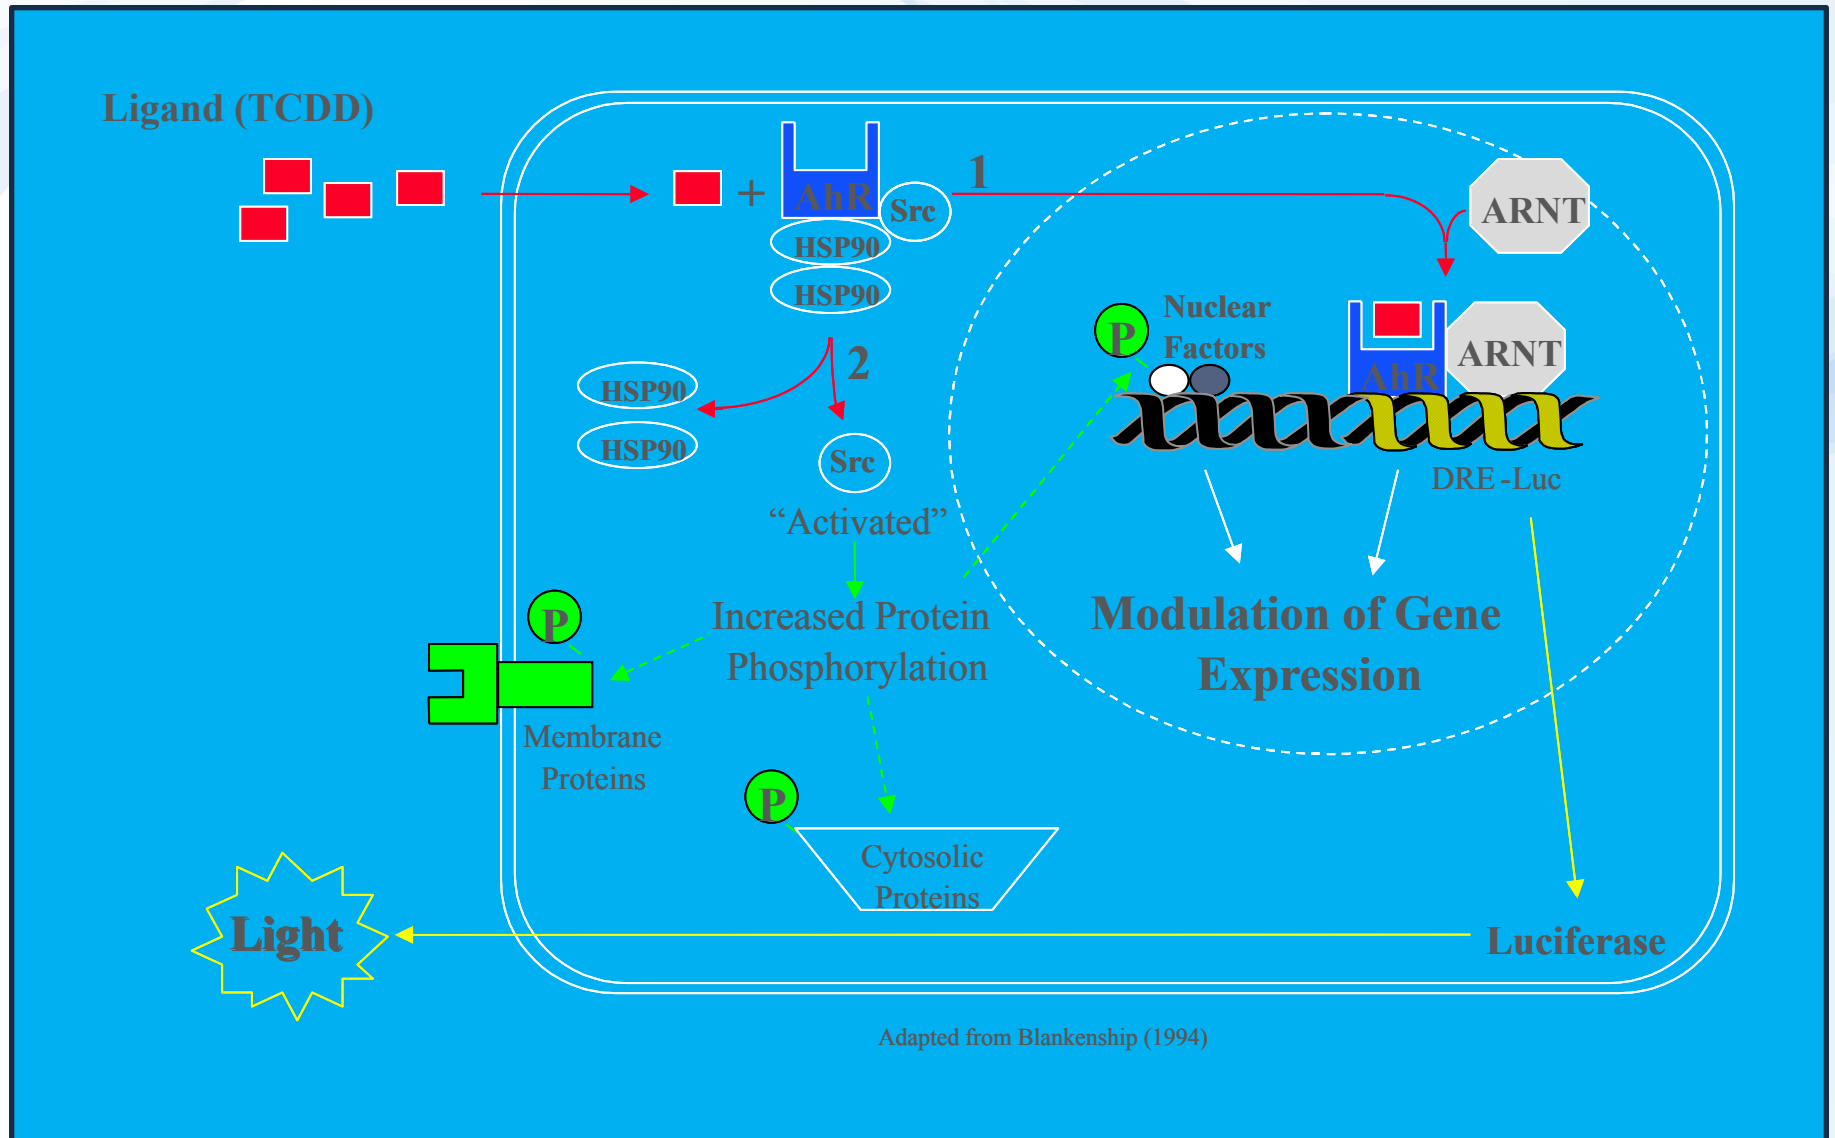 Ligand (TCDD)
+
AhR
Src
HSP90
HSP90
1
ARNT
2
HSP90
HSP90
Src
“Activated”
Increased Protein
Phosphorylation
P
Membrane
Proteins
P
Cytosolic
Proteins
P
Nuclear
Factors
AhR
ARNT
DRE-Luc
Modulation of Gene
Expression
Luciferase
Light
Adapted from Blankenship (1994)